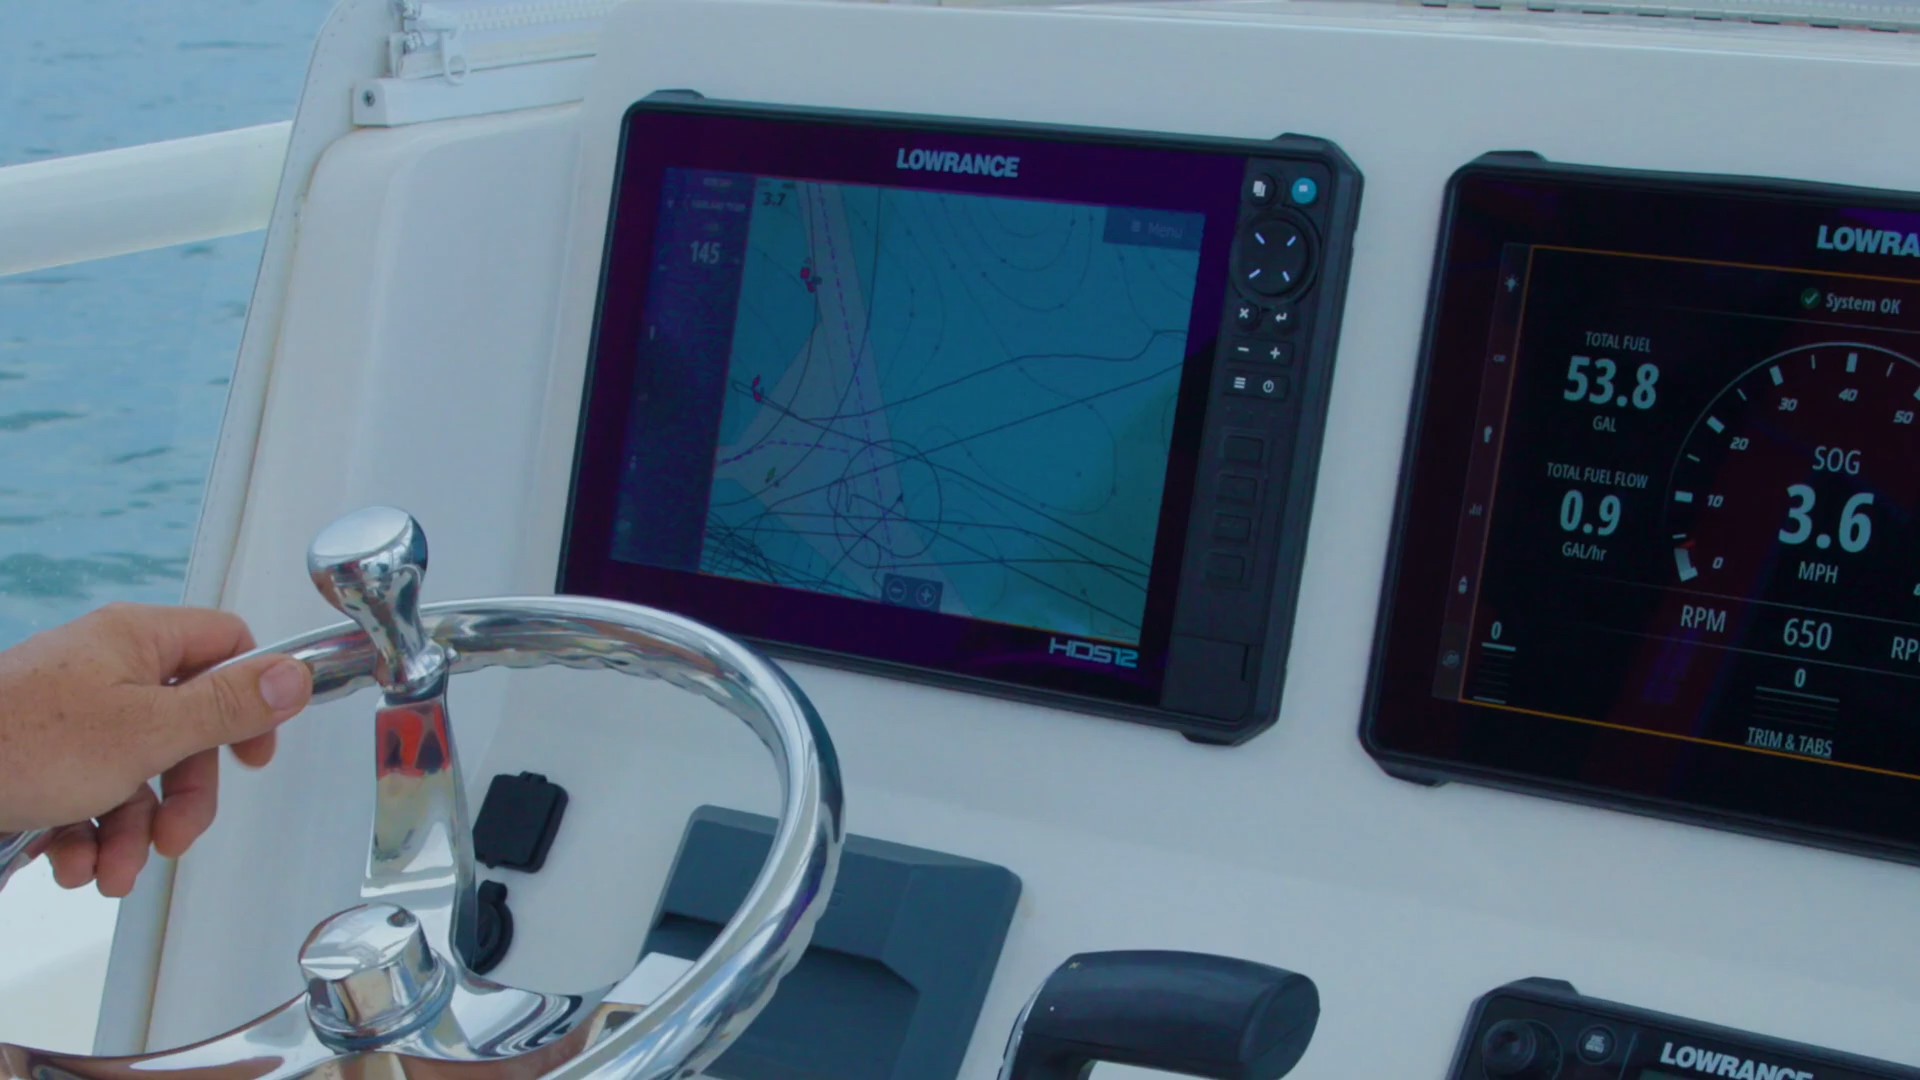 LOWRANCE
3.7
Menu
145
HDS12
LOWRA
System OK
TOTAL FUEL
53.8
GAL
TOTAL FUEL FLOW
0.9
GAL/hr
0
10
20
30
40
50
SOG
3.6
MPH
RPM
650
RP
0
0
TRIM & TABS
LOWRANCE